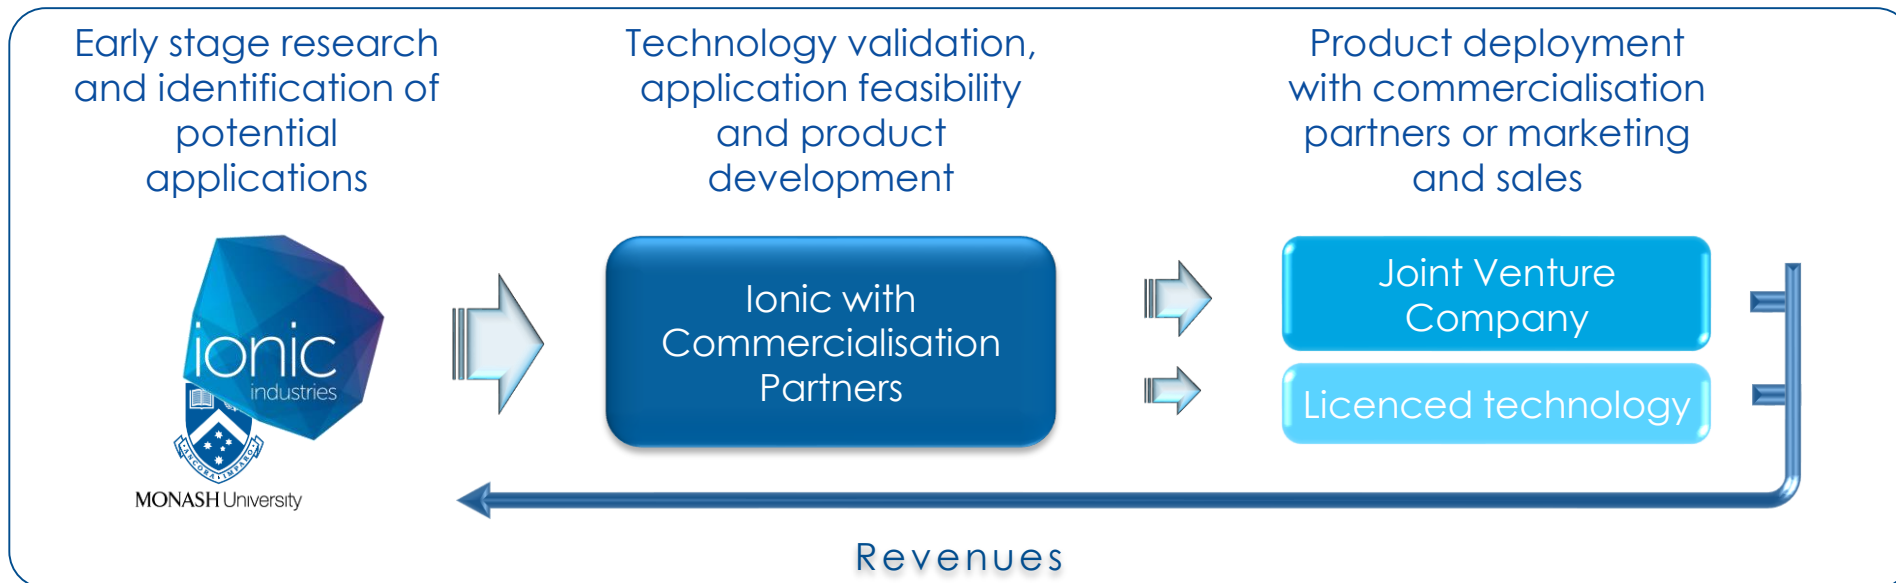 Early stage research
and identification of
potential
applications
Technology validation,
application feasibility
and product
development
Product deployment
with commercialisation
partners or marketing
and sales
ionic
industries
ANCORA IMPARO
MONASH University
Ionic with
Commercialisation
Partners
Joint Venture
Company
Licenced technology
Revenues